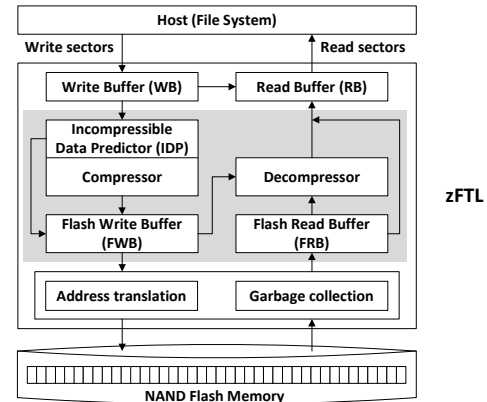 Host (File System)
Write sectors
Read sectors
Write Buffer (WB)
Read Buffer (RB)
Incompressible
Data Predictor (IDP)
Compressor
Decompressor
zFTL
Flash Write Buffer
(FWB)
Flash Read Buffer
(FRB)
Address translation
Garbage collection
NAND Flash Memory